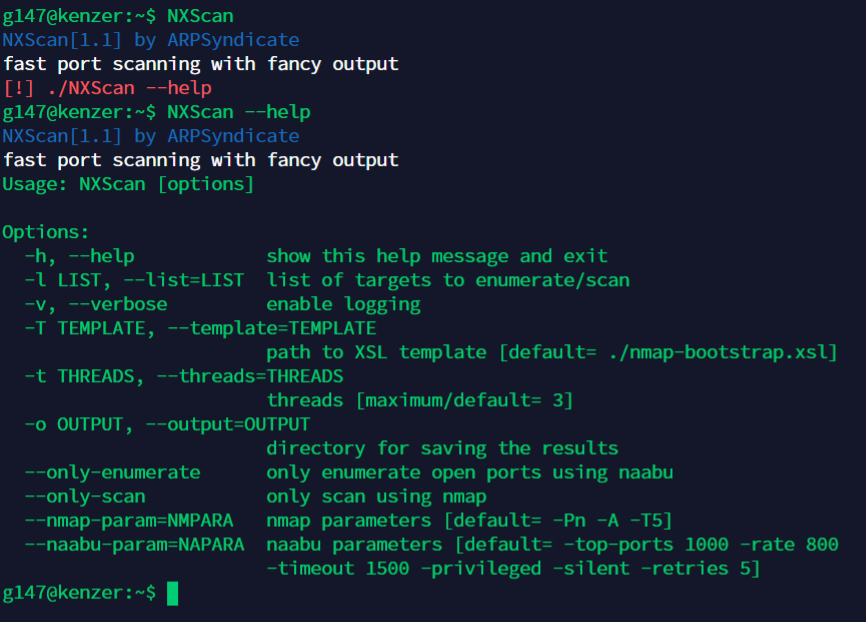 g147@kenzer:~$ NXScan
NXScan[1.1] by ARPSyndicate
fast port scanning with fancy output
[!] ./NXScan --help
g147@kenzer:~$ NXScan --help
NXScan[1.1] by ARPSyndicate
fast port scanning with fancy output
Usage: NXScan [options]
Options:
-h, --help show this help message and exit
-l LIST, --list=LIST list of targets to enumerate/scan
-v, --verbose enable logging
-T TEMPLATE, --template=TEMPLATE
path to XSL template [default= ./nmap-bootstrap.xsl]
-t THREADS, --threads=THREADS
threads [maximum/default= 3]
-o OUTPUT, --output=OUTPUT
directory for saving the results
--only-enumerate only enumerate open ports using naabu
--only-scan only scan using nmap
--nmap-param=NMPARA nmap parameters [default= -Pn -A -T5]
--naabu-param=NAPARA naabu parameters [default= -top-ports 1000 -rate 800
-timeout 1500 -privileged -silent -retries 5]
g147@kenzer:~$